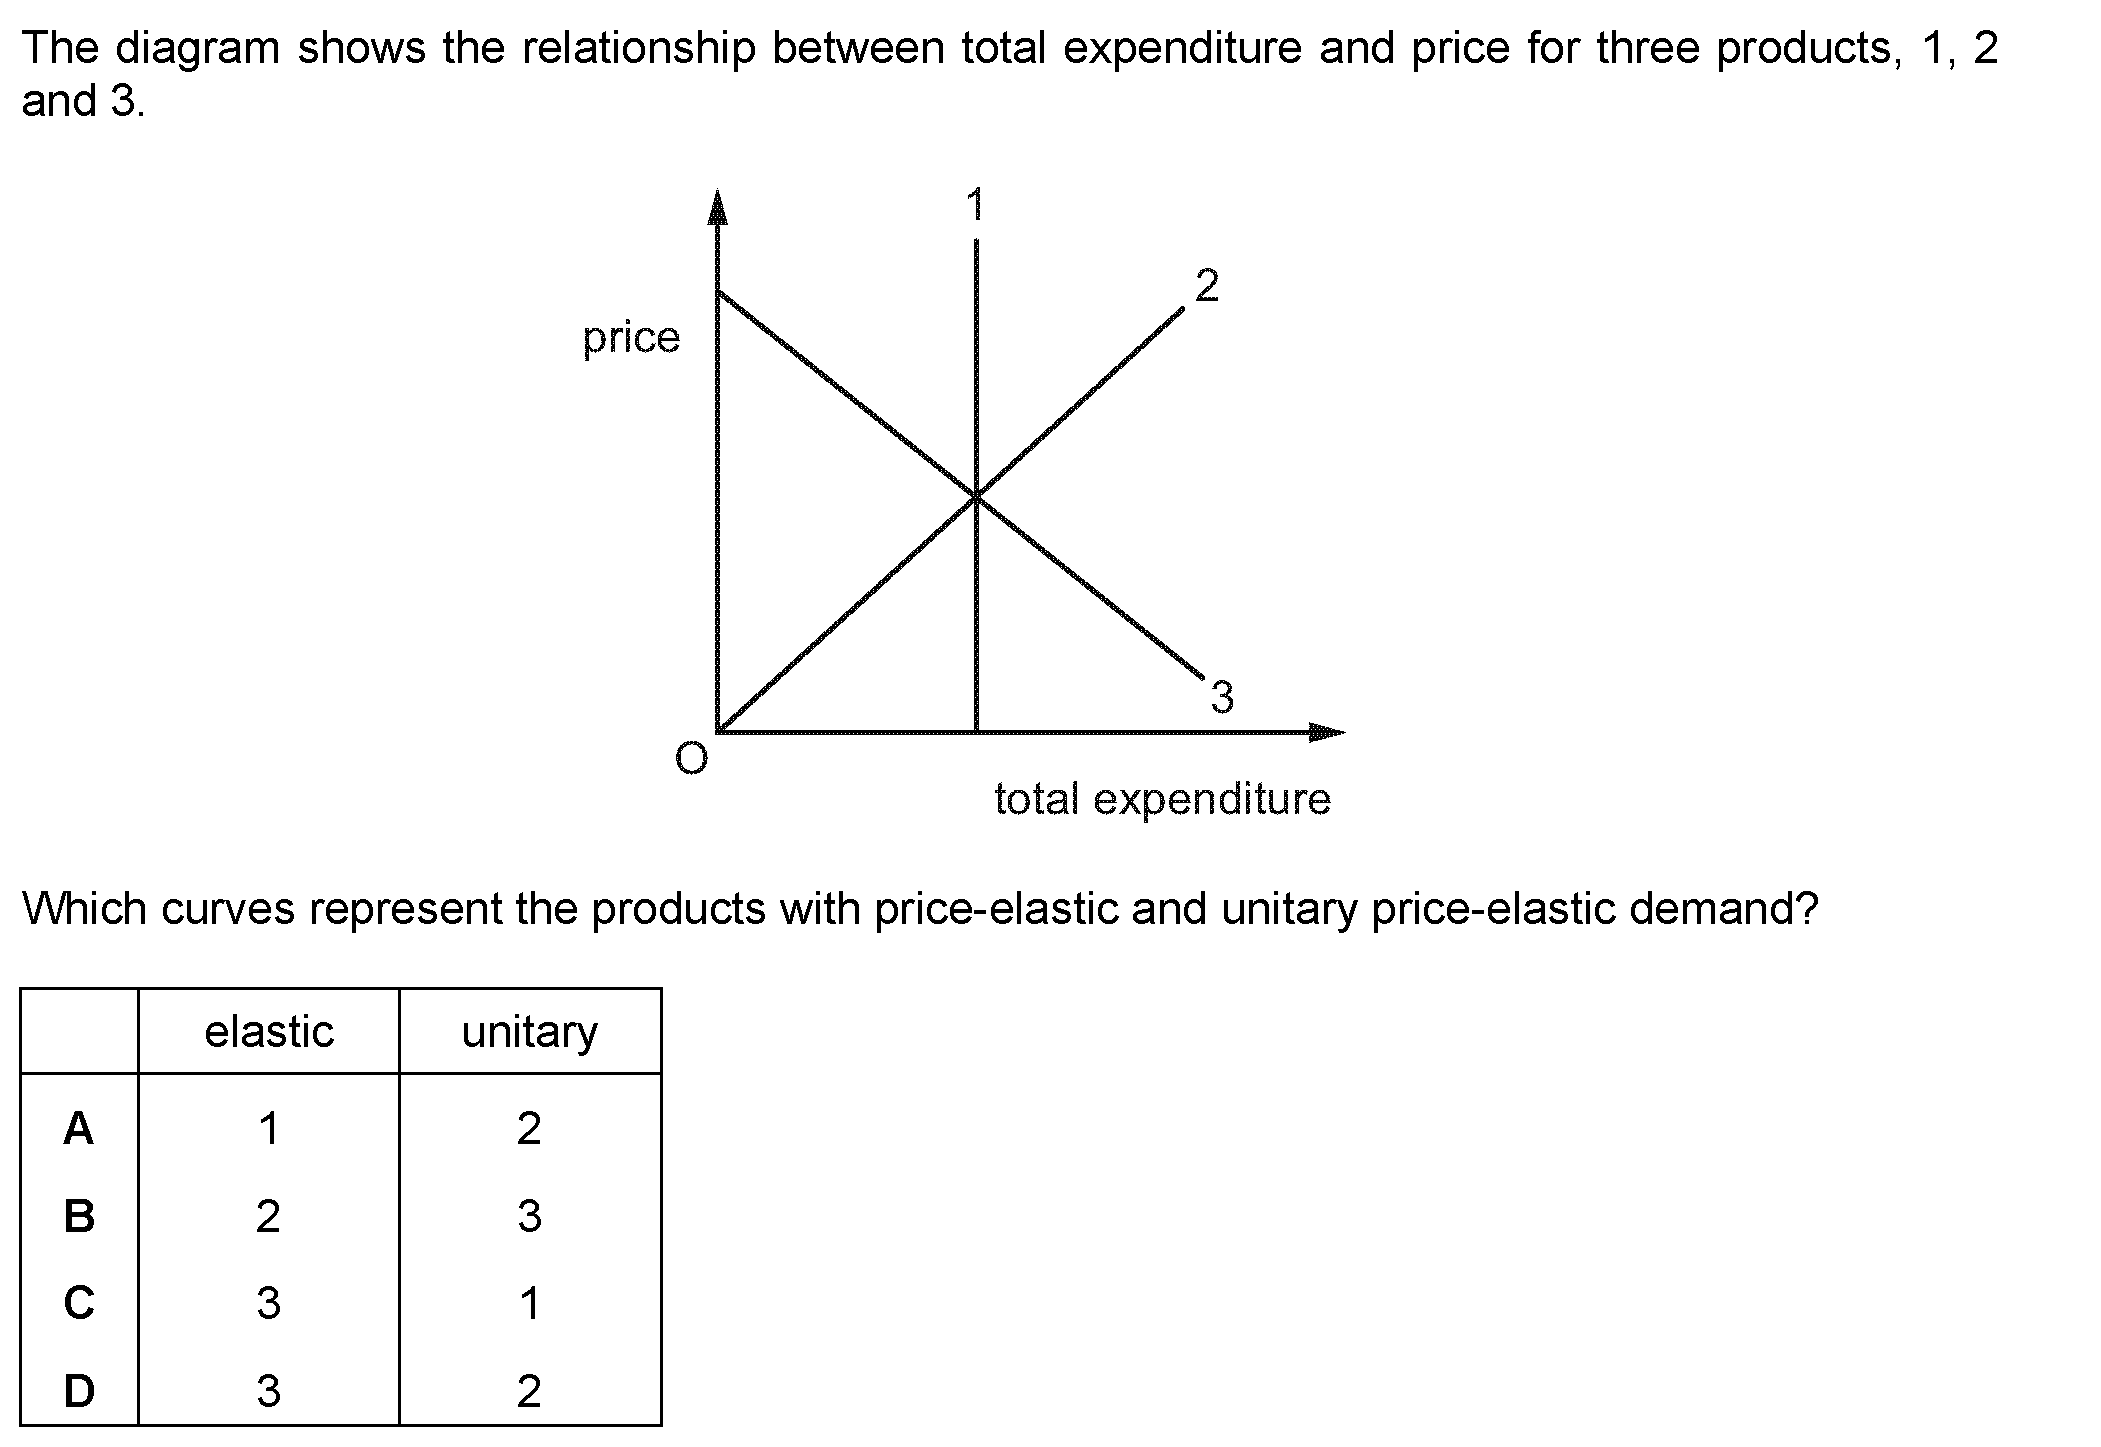 The diagram shows the relationship between total expenditure and price for three products, 1, 2
and 3.
1
2
price
3
O
total expenditure
Which curves represent the products with price-elastic and unitary price-elastic demand?
elastic unitary
A 1 2
B 2 3
C 3 1
D 3 2